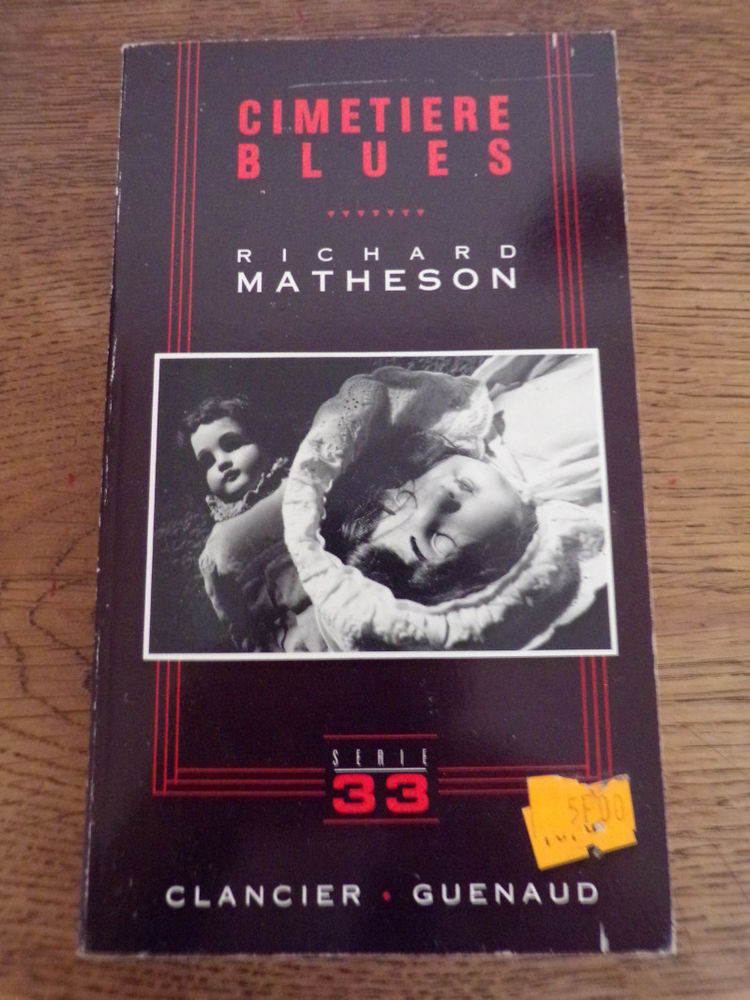 CIMETIERE
BLUES
RICHARD
MATHESON
SERIE
33
CLANCIER • GUENAUD